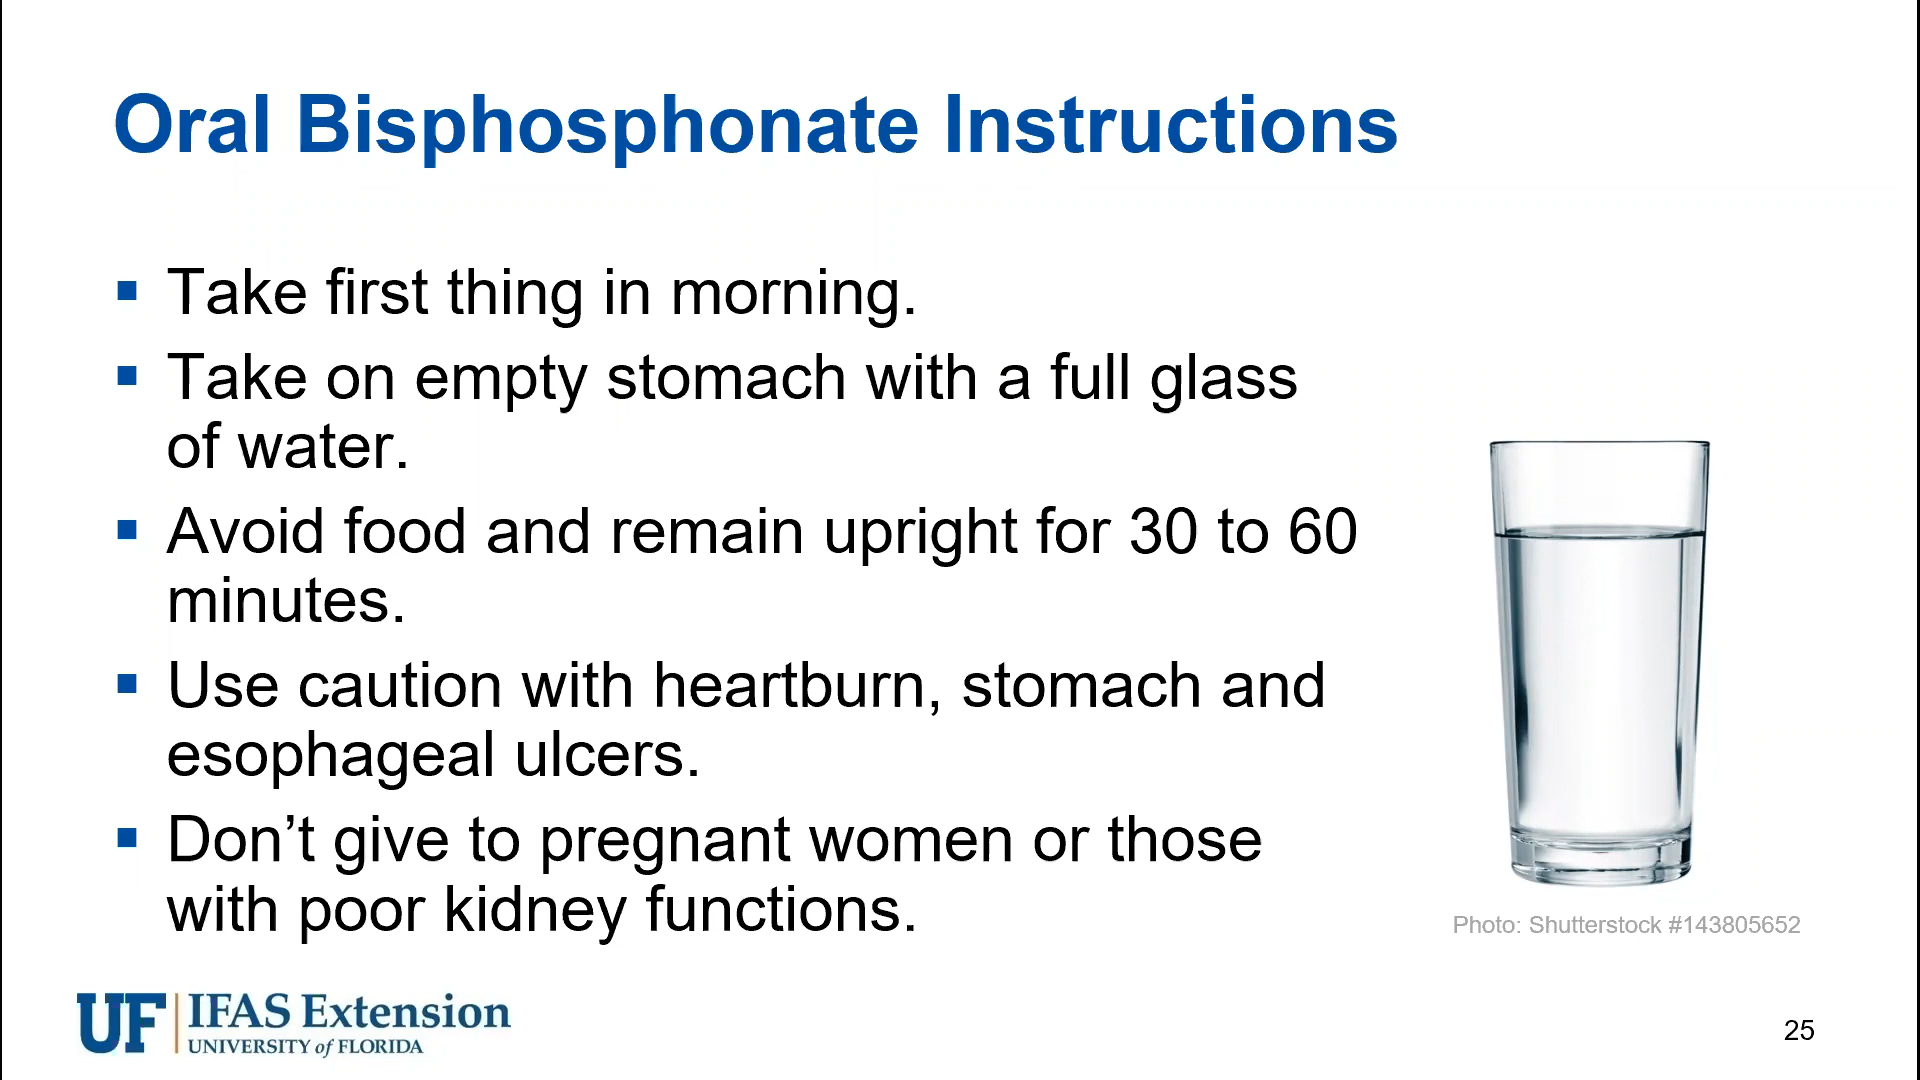 Oral Bisphosphonate Instructions
▪ Take first thing in morning.
▪ Take on empty stomach with a full glass
of water.
▪ Avoid food and remain upright for 30 to 60
minutes.
▪ Use caution with heartburn, stomach and
esophageal ulcers.
▪ Don’t give to pregnant women or those
with poor kidney functions.
Photo: Shutterstock #143805652
UF IFAS Extension
UNIVERSITY of FLORIDA
25